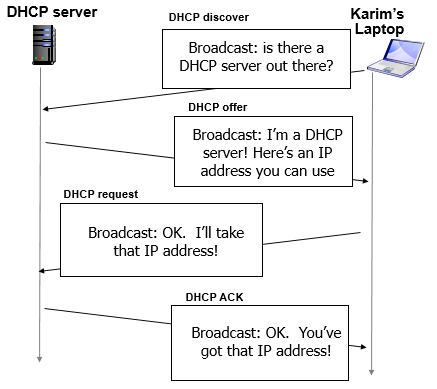 DHCP server
Karim's
Laptop
DHCP discover
Broadcast: is there a
DHCP server out there?
DHCP offer
Broadcast: I'm a DHCP
server! Here's an IP
address you can use
DHCP request
Broadcast: OK.  I'll take
that IP address!
DHCP ACK
Broadcast: OK.  You've
got that IP address!